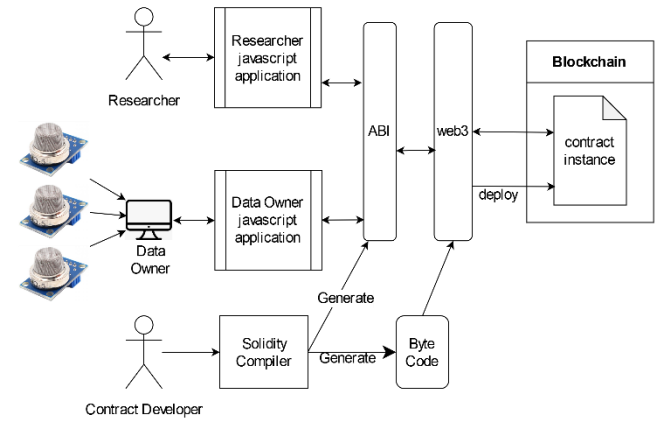 Researcher
javascript
application
Researcher
ABI
web3
Blockchain
contract
instance
deploy
Data Owner
javascript
application
Data
Owner
Generate
Solidity
Compiler
Generate
Byte
Code
Contract Developer